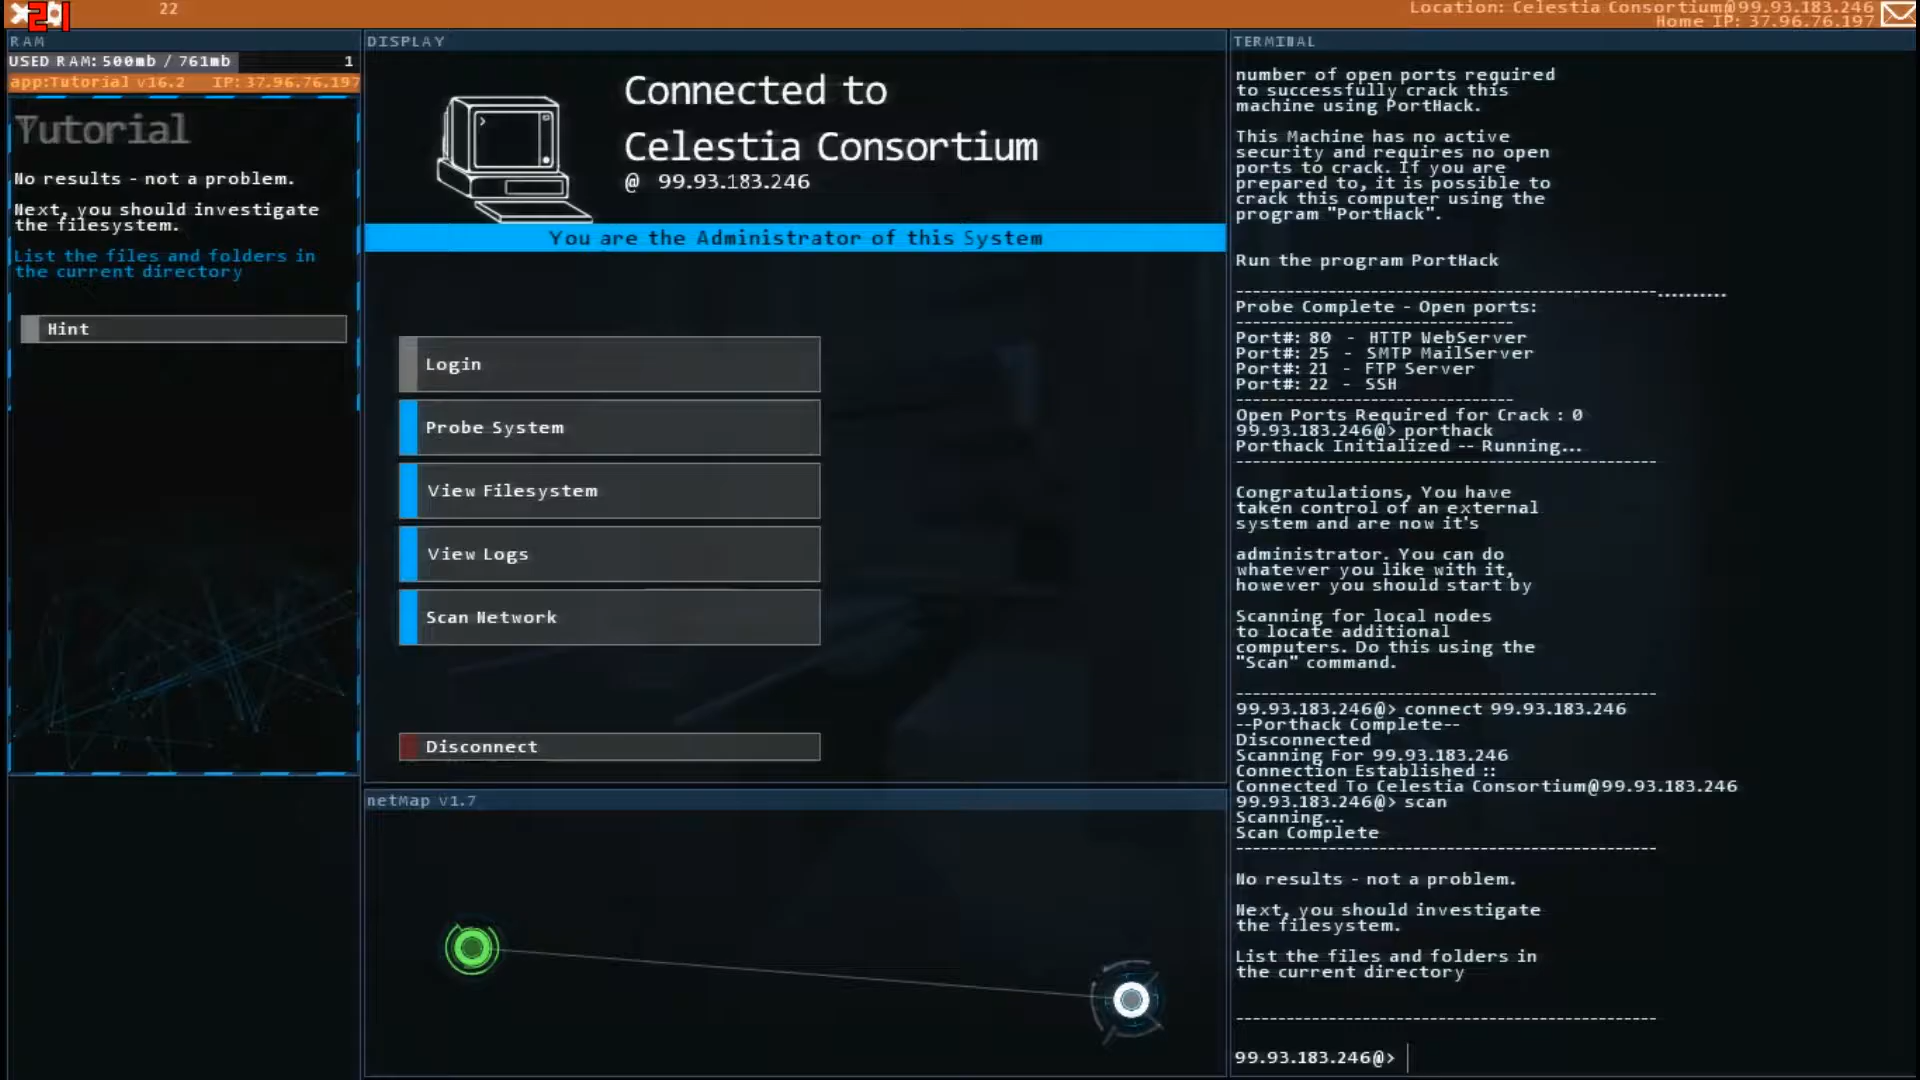 21
22
Location: Celestia Consortium@99.93.183.246
Home IP: 37.96.76.197
RAM
USED RAM: 500mb / 761mb 1
app:Tutorial v16.2 IP: 37.96.76.197
Tutorial
No results - not a problem.
Next, you should investigate
the filesystem.
List the files and folders in
the current directory
Hint
DISPLAY
Connected to
Celestia Consortium
@ 99.93.183.246
You are the Administrator of this System
Login
Probe System
View Filesystem
View Logs
Scan Network
Disconnect
netMap v1.7
TERMINAL
number of open ports required
to successfully crack this
machine using PortHack.
This Machine has no active
security and requires no open
ports to crack. If you are
prepared to, it is possible to
crack this computer using the
program "PortHack".
Run the program PortHack
Probe Complete - Open ports:
Port#: 80 - HTTP WebServer
Port#: 25 - SMTP MailServer
Port#: 21 - FTP Server
Port#: 22 - SSH
Open Ports Required for Crack : 0
99.93.183.246@> porthack
Porthack Initialized -- Running...
Congratulations, You have
taken control of an external
system and are now it's
administrator. You can do
whatever you like with it,
however you should start by
Scanning for local nodes
to locate additional
computers. Do this using the
"Scan" command.
99.93.183.246@> connect 99.93.183.246
--Porthack Complete--
Disconnected
Scanning For 99.93.183.246
Connection Established ::
Connected To Celestia Consortium@99.93.183.246
99.93.183.246@> scan
Scanning...
Scan Complete
No results - not a problem.
Next, you should investigate
the filesystem.
List the files and folders in
the current directory
99.93.183.246@>